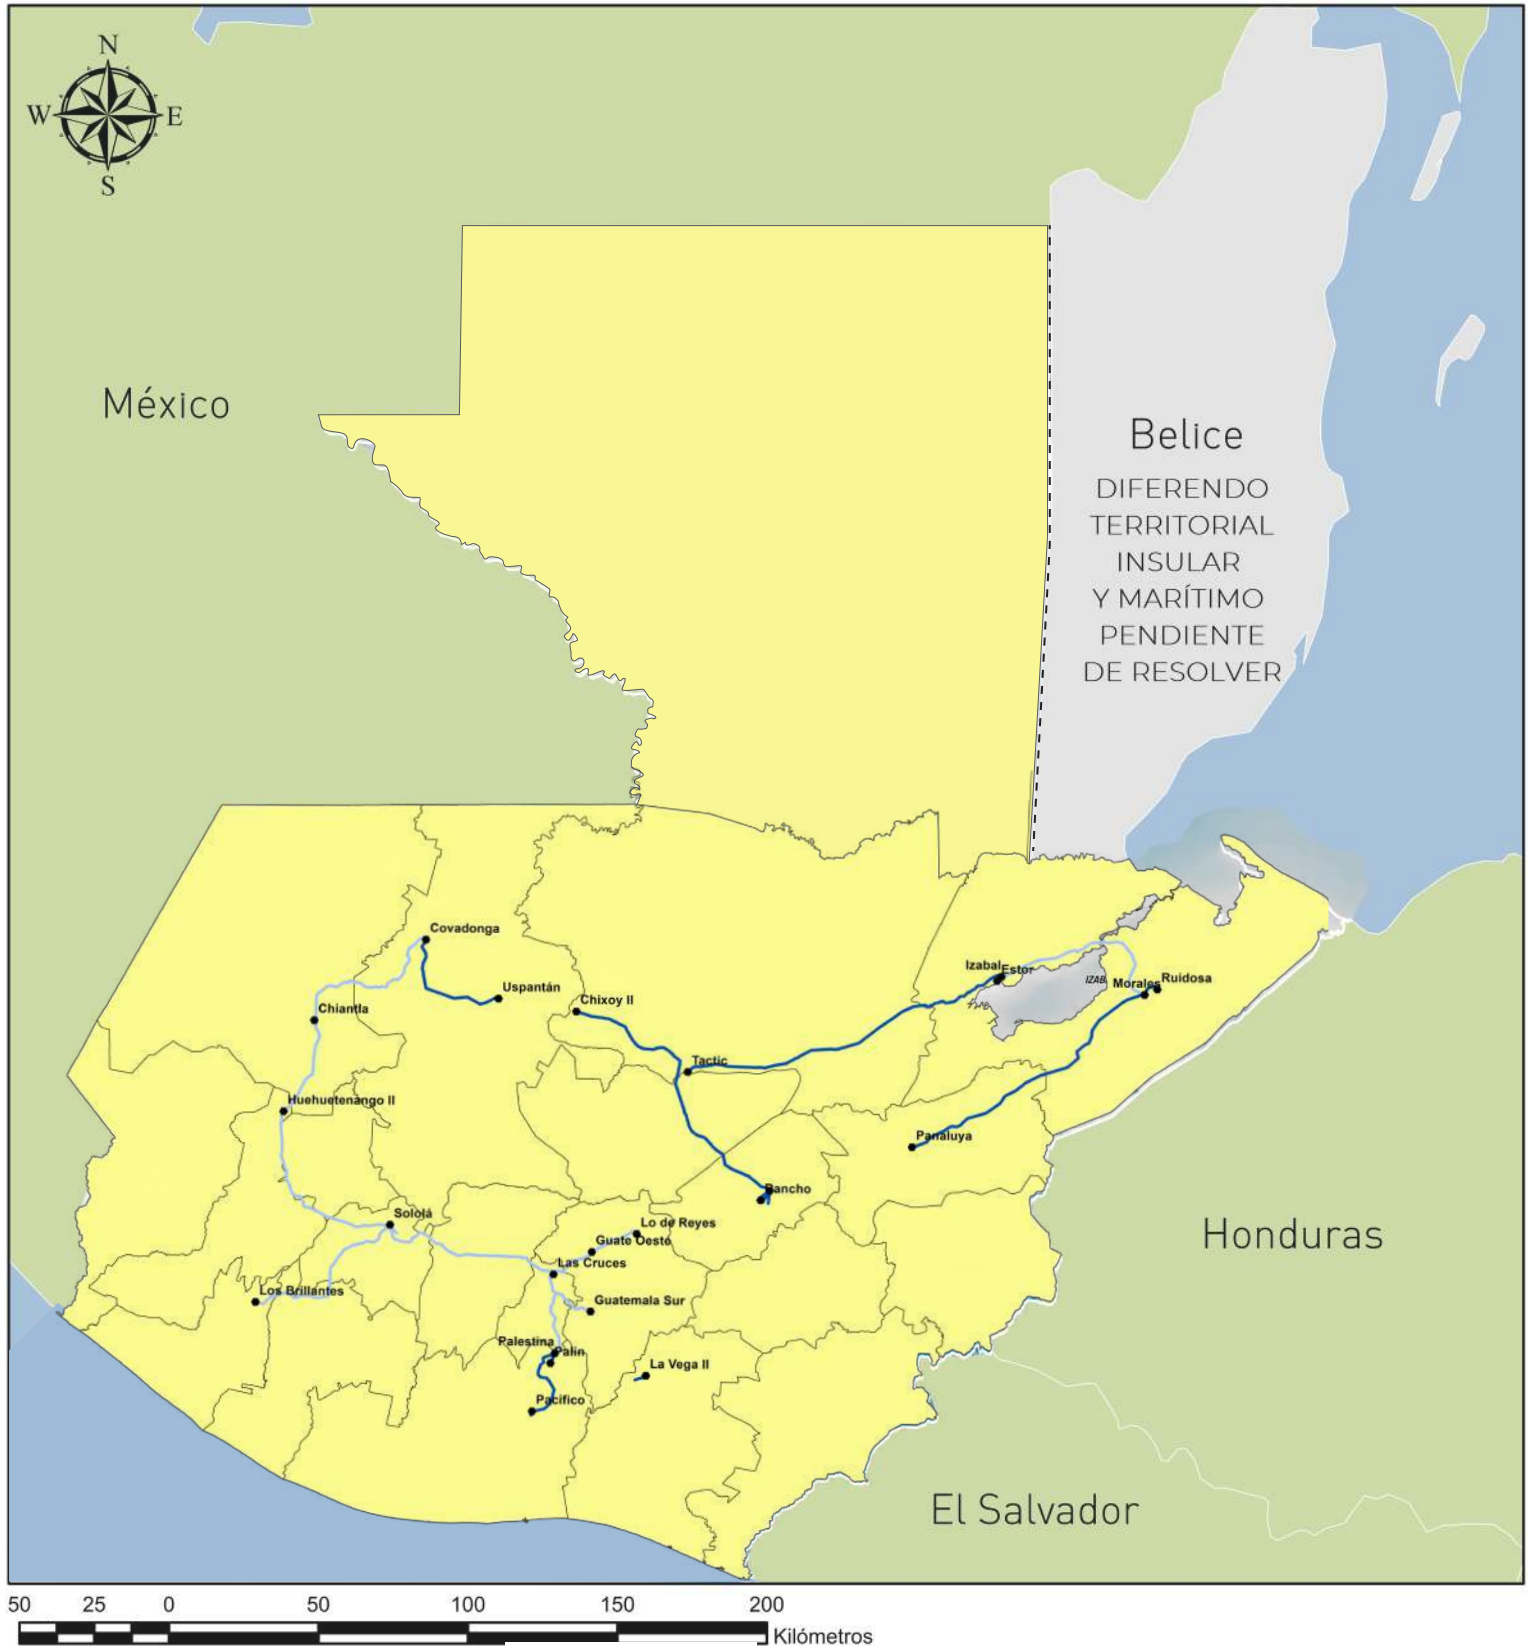 N
W E
S
México
Belice
DIFERENDO
TERRITORIAL
INSULAR
Y MARÍTIMO
PENDIENTE
DE RESOLVER
Covadonga
Uspantán
Chixoy II
Izabal
Estor
IZAB
Morales
Ruidosa
Chiantla
Tactic
Huehuetenango II
Panaluya
Rancho
Sololá
Lo de Reyes
Guate Oeste
Las Cruces
Honduras
Los Brillantes
Guatemala Sur
Palestina
Palín
La Vega II
Pacífico
El Salvador
50 25 0 50 100 150 200
Kilómetros